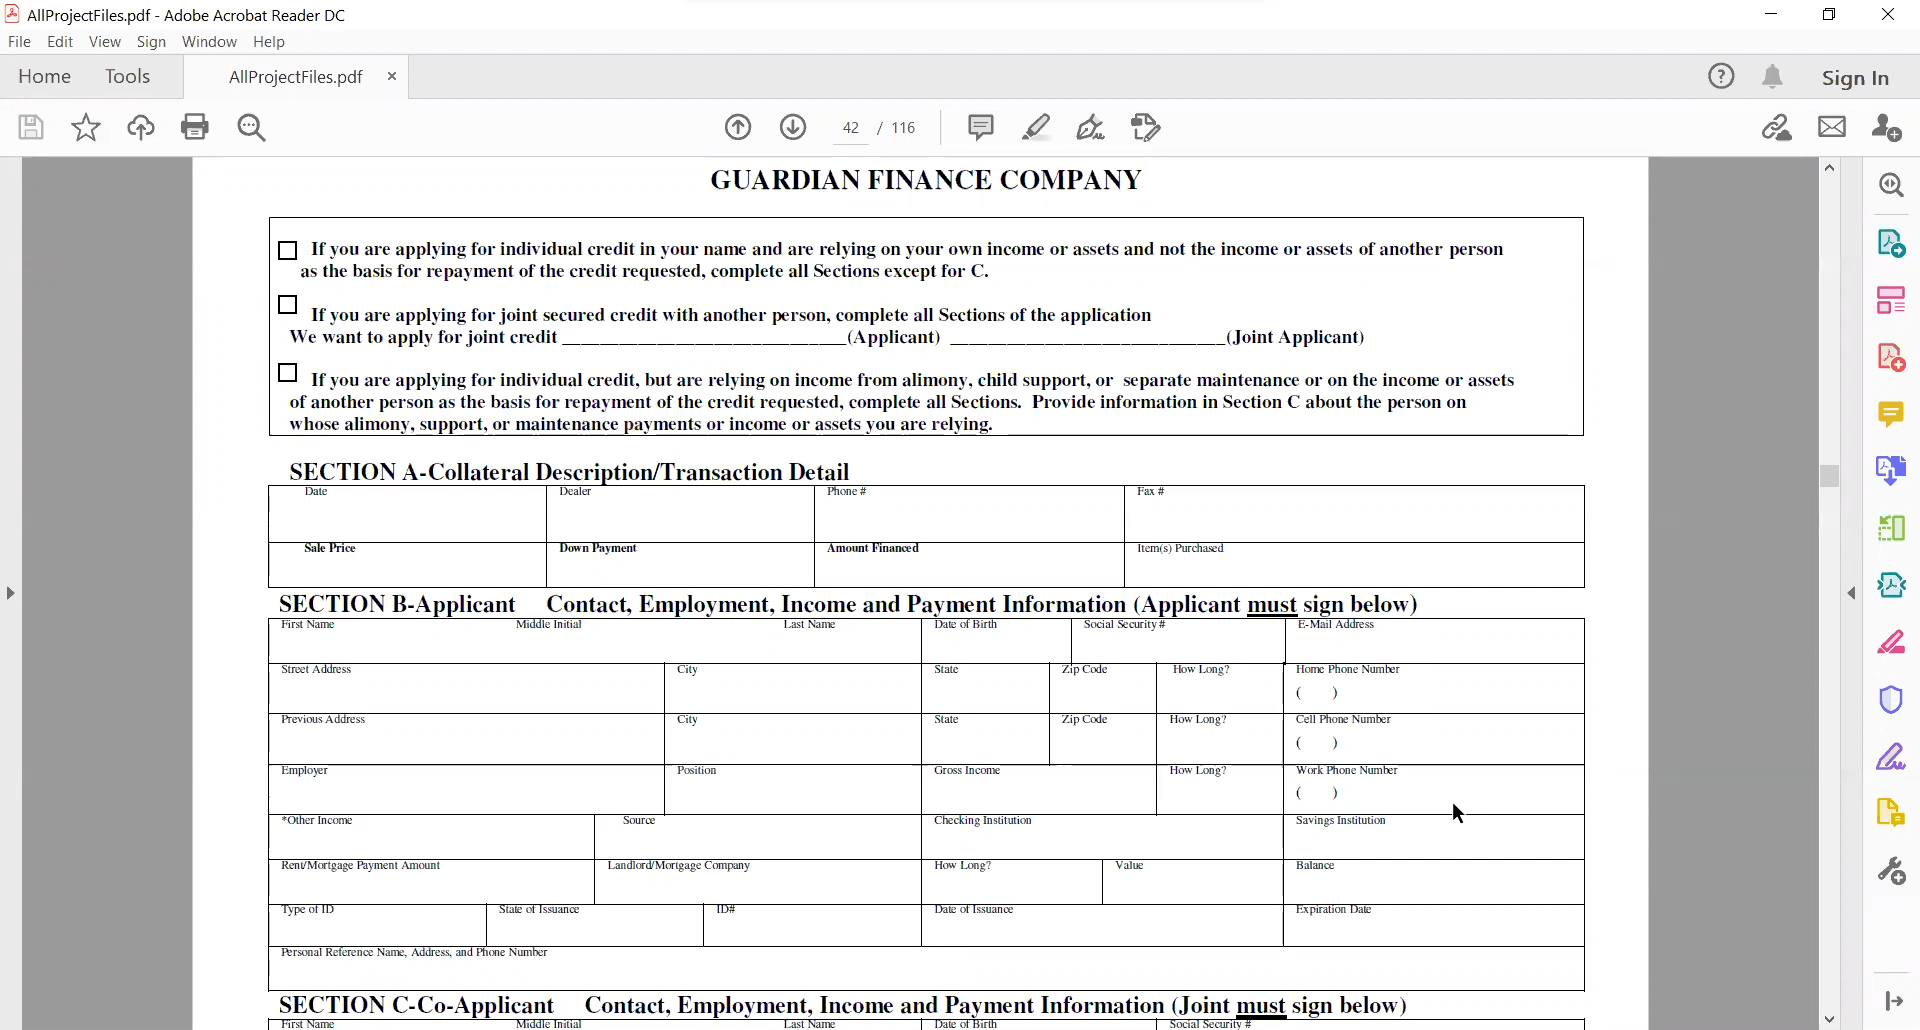 AllProjectFiles.pdf - Adobe Acrobat Reader DC
File Edit View Sign Window Help
Home Tools AllProjectFiles.pdf × Sign In
42 / 116
GUARDIAN FINANCE COMPANY
If you are applying for individual credit in your name and are relying on your own income or assets and not the income or assets of another person
as the basis for repayment of the credit requested, complete all Sections except for C.
If you are applying for joint secured credit with another person, complete all Sections of the application
We want to apply for joint credit ______________________________(Applicant) _____________________________(Joint Applicant)
If you are applying for individual credit, but are relying on income from alimony, child support, or separate maintenance or on the income or assets
of another person as the basis for repayment of the credit requested, complete all Sections. Provide information in Section C about the person on
whose alimony, support, or maintenance payments or income or assets you are relying.
SECTION A-Collateral Description/Transaction Detail
Date Dealer Phone # Fax #
Sale Price Down Payment Amount Financed Item(s) Purchased
SECTION B-Applicant Contact, Employment, Income and Payment Information (Applicant must sign below)
First Name Middle Initial Last Name Date of Birth Social Security # E-Mail Address
Street Address City State Zip Code How Long? Home Phone Number
( )
Previous Address City State Zip Code How Long? Cell Phone Number
( )
Employer Position Gross Income How Long? Work Phone Number
( )
*Other Income Source Checking Institution Savings Institution
Rent/Mortgage Payment Amount Landlord/Mortgage Company How Long? Value Balance
Type of ID State of Issuance ID# Date of Issuance Expiration Date
Personal Reference Name, Address, and Phone Number
SECTION C-Co-Applicant Contact, Employment, Income and Payment Information (Joint must sign below)
First Name Middle Initial Last Name Date of Birth Social Security #